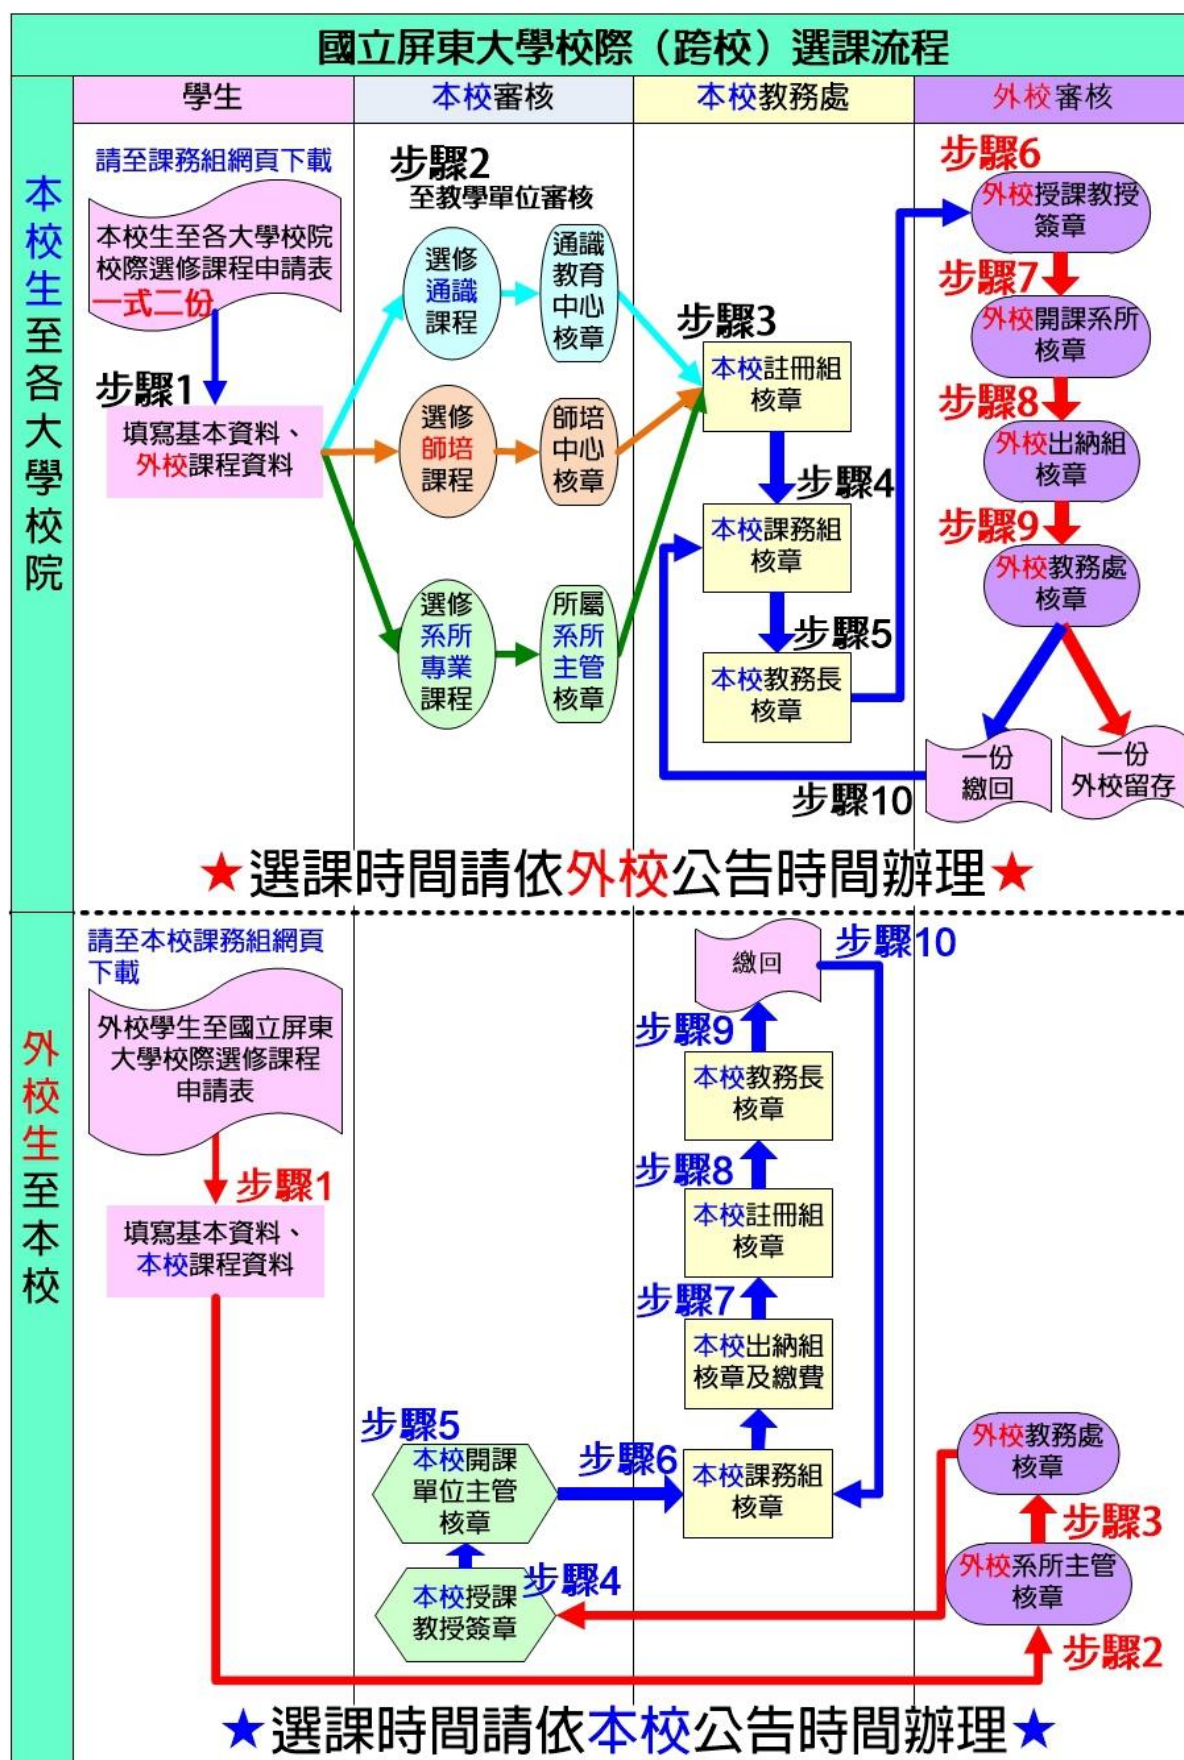 國立屏東大學校際（跨校）選課流程
學生
本校審核
本校教務處
外校審核
本校生至各大學校院
請至課務組網頁下載
本校生至各大學校院
校際選修課程申請表
一式二份
步驟1
填寫基本資料、
外校課程資料
步驟2
至教學單位審核
選修
通識
課程
通識
教育
中心
核章
選修
師培
課程
師培
中心
核章
選修
系所
專業
課程
所屬
系所
主管
核章
步驟3
本校註冊組
核章
步驟4
本校課務組
核章
步驟5
本校教務長
核章
步驟6
外校授課教授
簽章
步驟7
外校開課系所
核章
步驟8
外校出納組
核章
步驟9
外校教務處
核章
一份
繳回
一份
外校留存
步驟10
★選課時間請依外校公告時間辦理★
外校生至本校
請至本校課務組網頁
下載
外校學生至國立屏東
大學校際選修課程
申請表
步驟1
填寫基本資料、
本校課程資料
步驟2
外校系所主管
核章
步驟3
外校教務處
核章
步驟4
本校授課
教授簽章
步驟5
本校開課
單位主管
核章
步驟6
本校課務組
核章
本校出納組
核章及繳費
步驟7
本校註冊組
核章
步驟8
本校教務長
核章
步驟9
繳回
步驟10
★選課時間請依本校公告時間辦理★